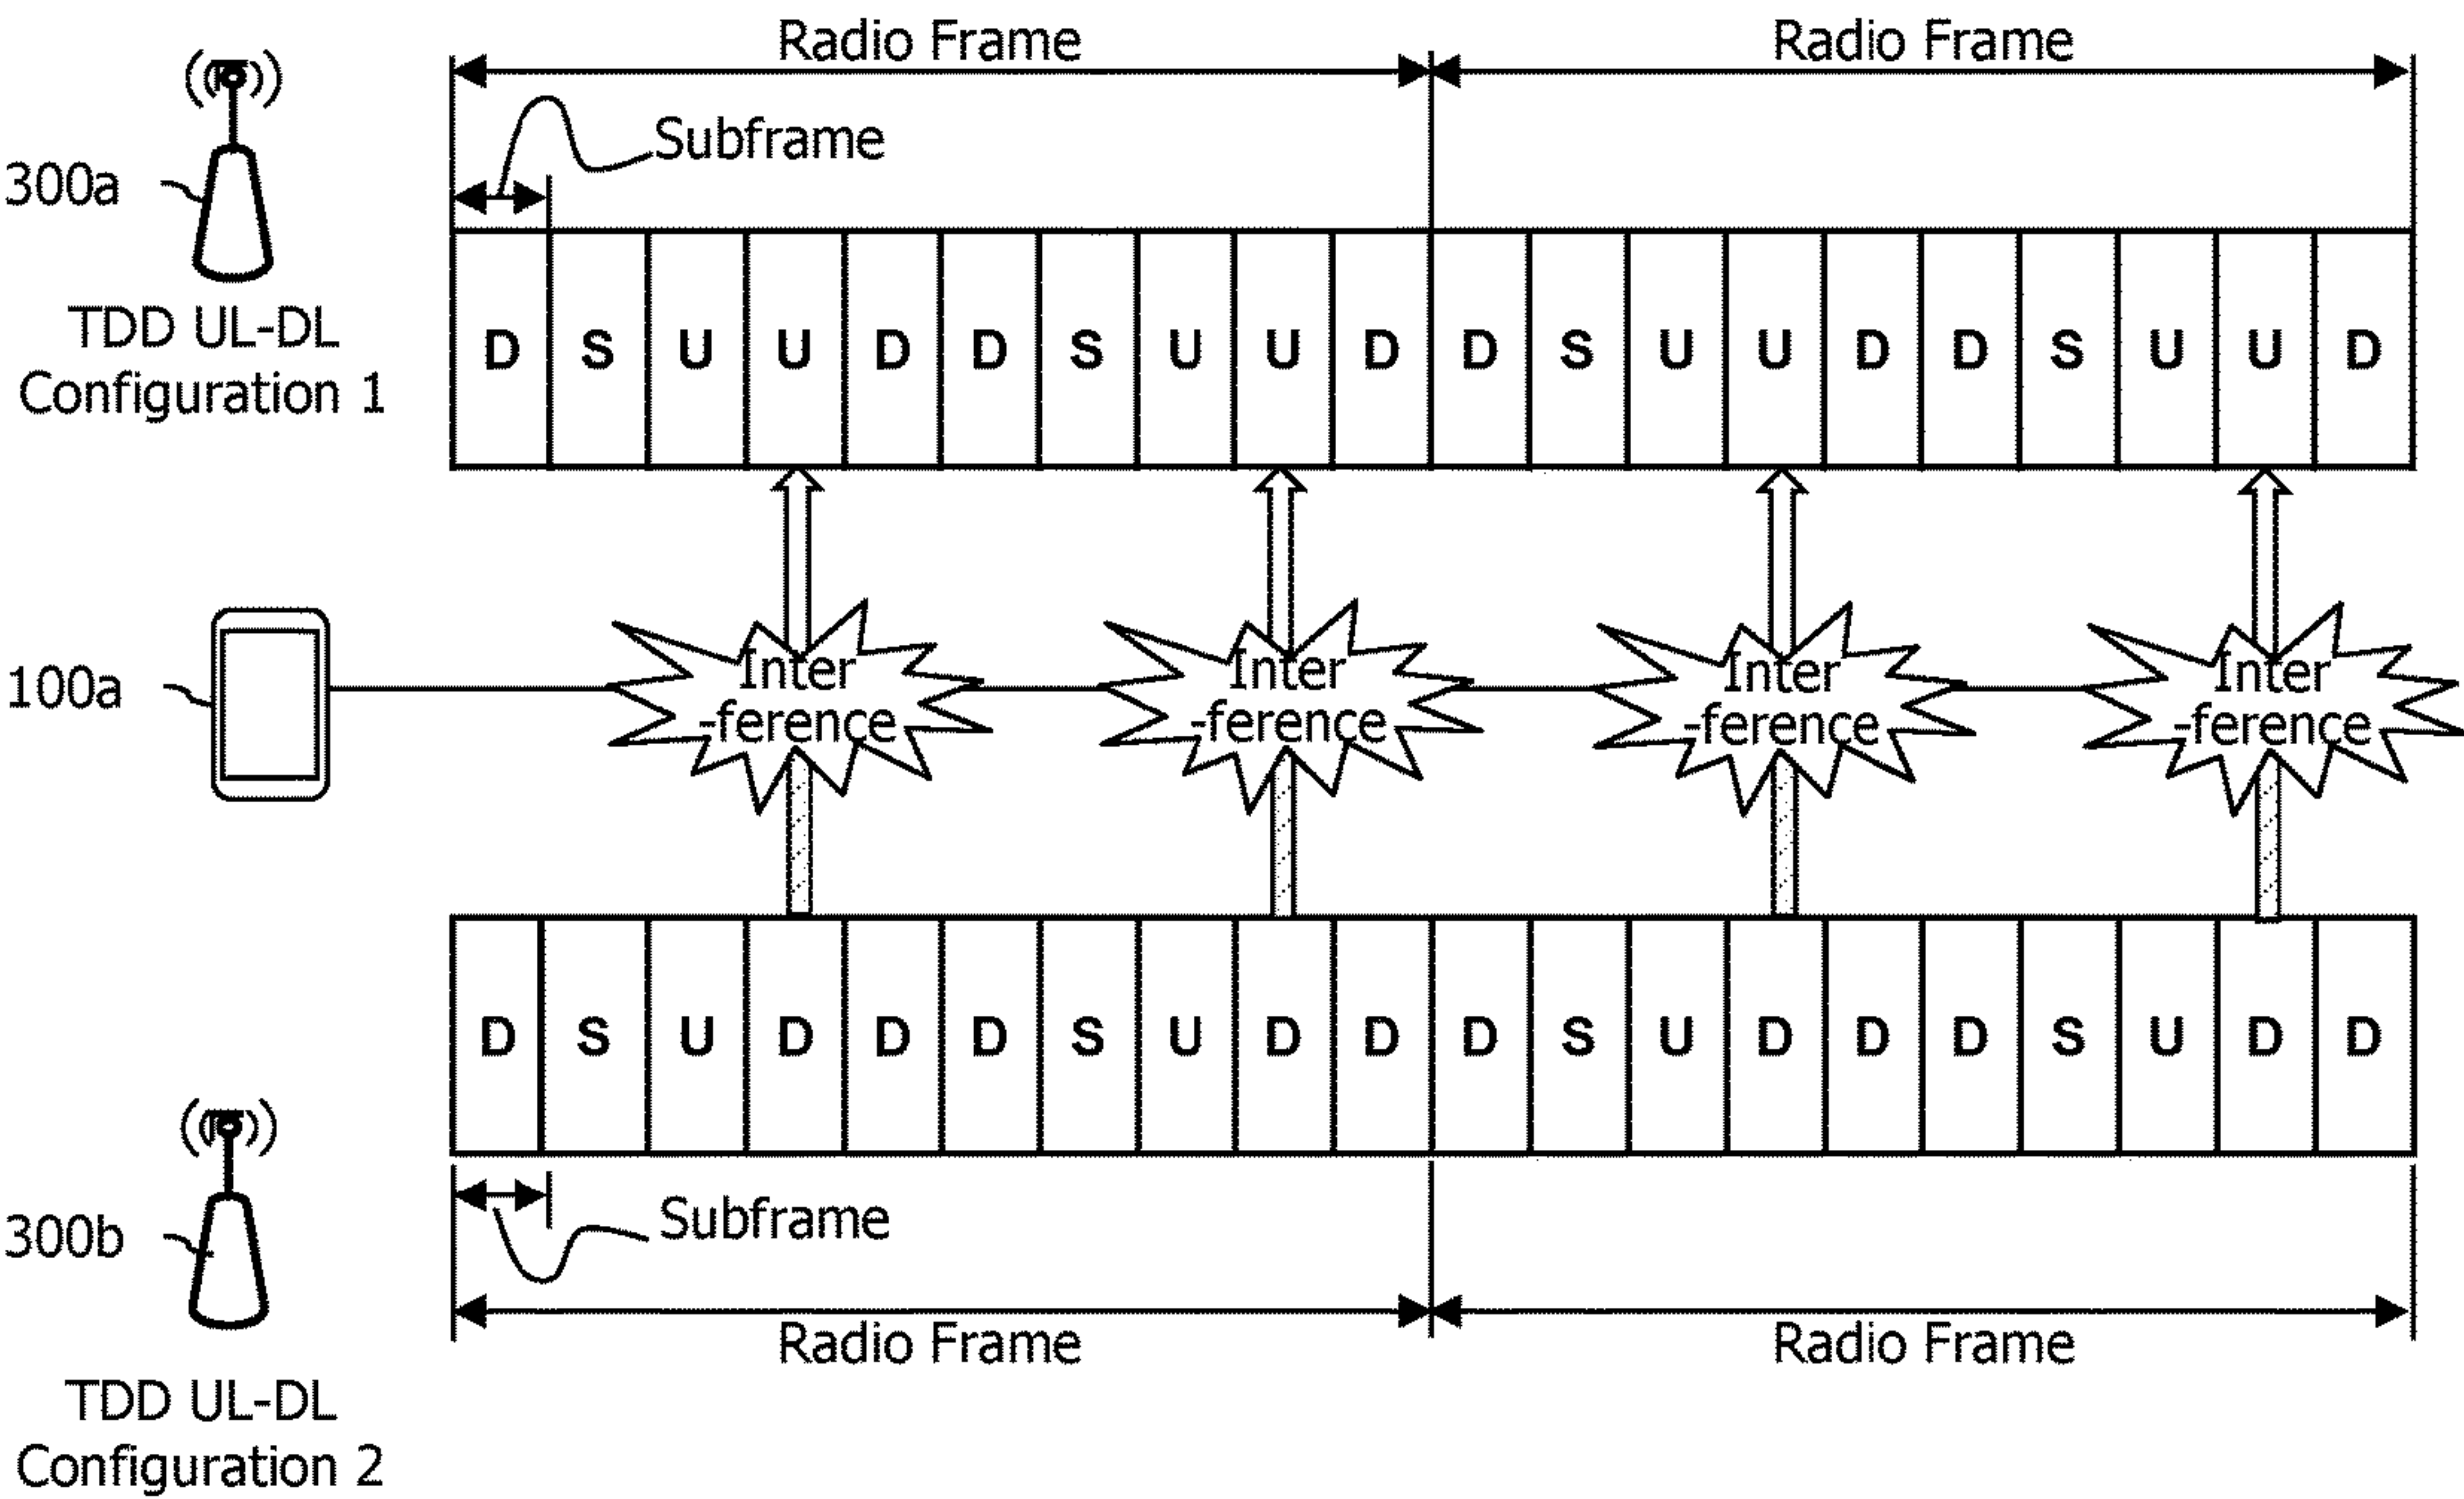 Radio Frame Radio Frame
Subframe
300a
TDD UL-DL
Configuration 1
D S U U D D S U U D D S U U D D S U U D
100a
Inter
-ference
Inter
-ference
Inter
-ference
Inter
-ference
D S U D D D S U D D D S U D D D S U D D
300b
Subframe
Radio Frame Radio Frame
TDD UL-DL
Configuration 2